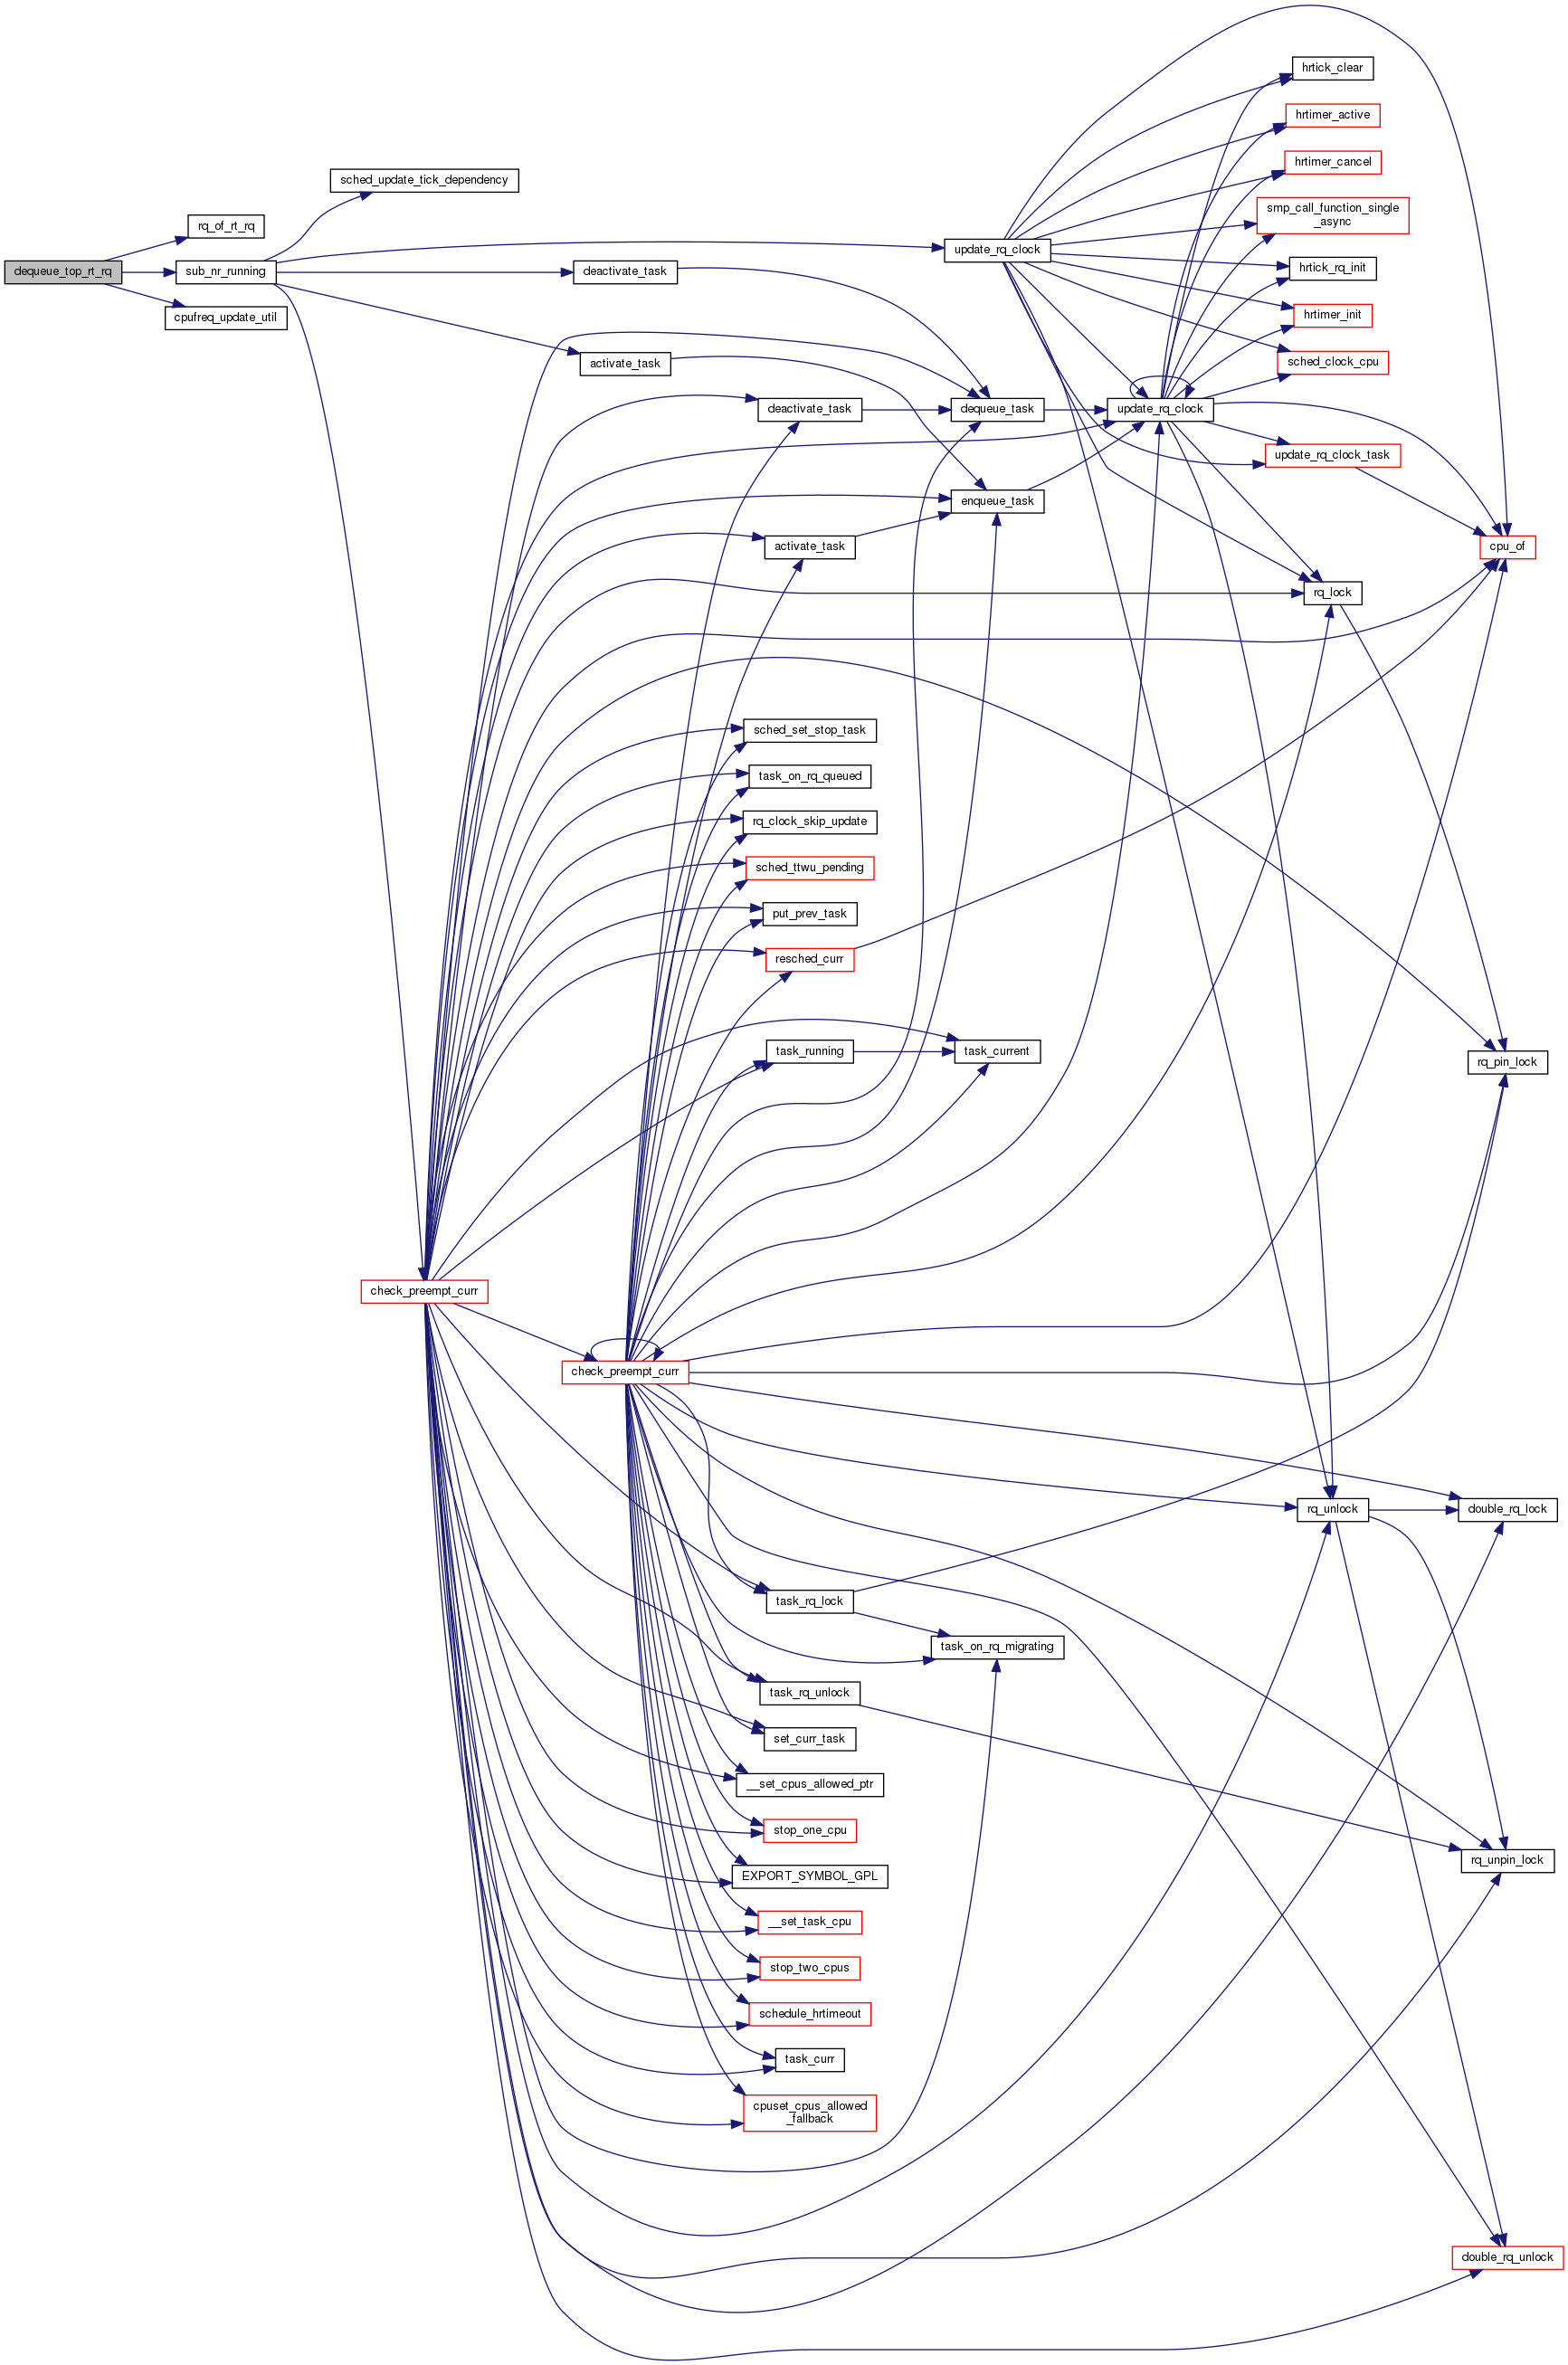 hrtick_clear
hrtimer_active
hrtimer_cancel
sched_update_tick_dependency
smp_call_function_single
_async
rq_of_rt_rq
update_rq_clock
hrtick_rq_init
dequeue_top_rt_rq
sub_nr_running
deactivate_task
cpufreq_update_util
hrtimer_init
activate_task
sched_clock_cpu
deactivate_task
dequeue_task
update_rq_clock
update_rq_clock_task
enqueue_task
activate_task
cpu_of
rq_lock
sched_set_stop_task
task_on_rq_queued
rq_clock_skip_update
sched_ttwu_pending
put_prev_task
resched_curr
task_running
task_current
rq_pin_lock
check_preempt_curr
check_preempt_curr
rq_unlock
double_rq_lock
task_rq_lock
task_on_rq_migrating
task_rq_unlock
set_curr_task
__set_cpus_allowed_ptr
stop_one_cpu
rq_unpin_lock
EXPORT_SYMBOL_GPL
__set_task_cpu
stop_two_cpus
schedule_hrtimeout
task_curr
cpuset_cpus_allowed
_fallback
double_rq_unlock